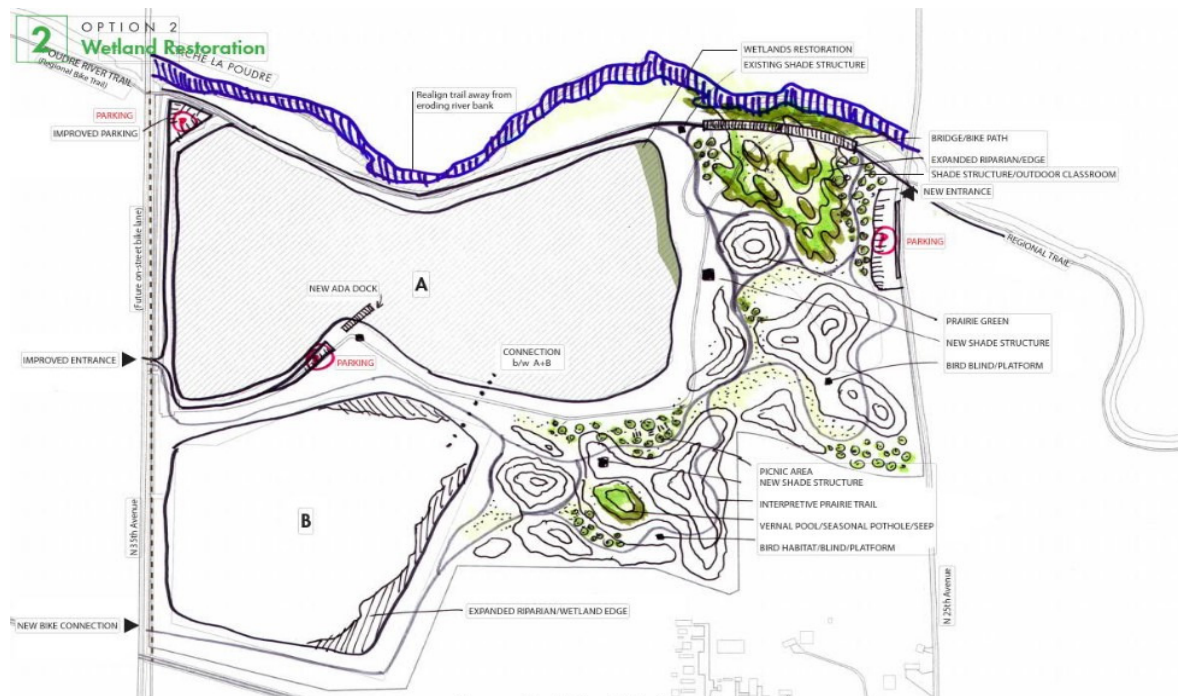 2
OPTION 2
Wetland Restoration
CACHE LA POUDRE
POUDRE RIVER TRAIL
(Regional Bike Trail)
PARKING
IMPROVED PARKING
Realign trail away from
eroding river bank
WETLANDS RESTORATION
EXISTING SHADE STRUCTURE
BRIDGE/BIKE PATH
EXPANDED RIPARIAN/EDGE
SHADE STRUCTURE/OUTDOOR CLASSROOM
NEW ENTRANCE
PARKING
REGIONAL TRAIL
(Future on-street bike lane)
NEW ADA DOCK
A
PARKING
IMPROVED ENTRANCE
CONNECTION
b/w A+B
PRAIRIE GREEN
NEW SHADE STRUCTURE
BIRD BLIND/PLATFORM
PICNIC AREA
NEW SHADE STRUCTURE
INTERPRETIVE PRAIRIE TRAIL
VERNAL POOL/SEASONAL POTHOLE/SEEP
BIRD HABITAT/BLIND/PLATFORM
B
N 35th Avenue
N 25th Avenue
EXPANDED RIPARIAN/WETLAND EDGE
NEW BIKE CONNECTION